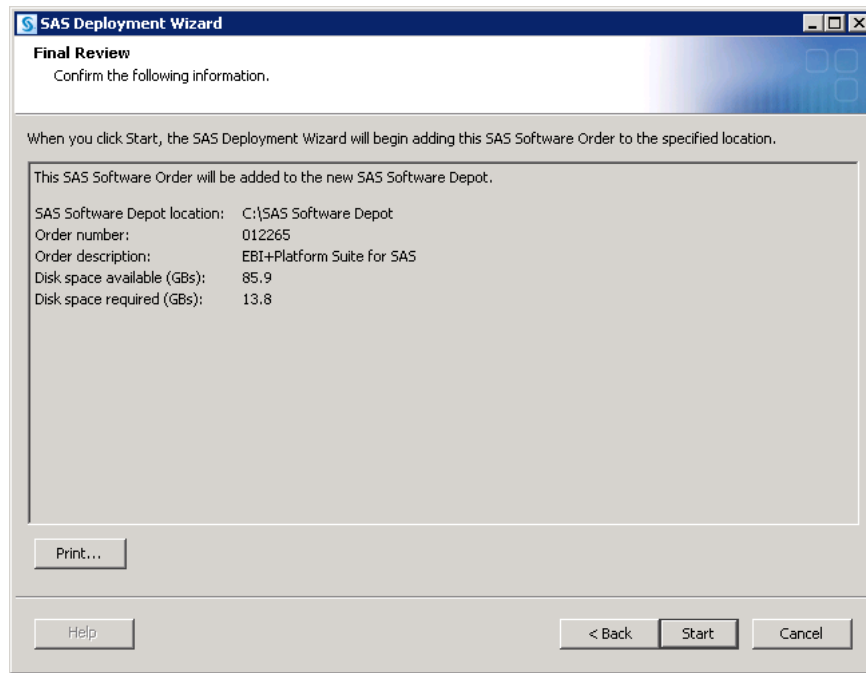 SAS Deployment Wizard
Final Review
Confirm the following information.
When you click Start, the SAS Deployment Wizard will begin adding this SAS Software Order to the specified location.
This SAS Software Order will be added to the new SAS Software Depot.
SAS Software Depot location: C:\SAS Software Depot
Order number: 012265
Order description: EBI+Platform Suite for SAS
Disk space available (GBs): 85.9
Disk space required (GBs): 13.8
Print...
Help < Back Start Cancel